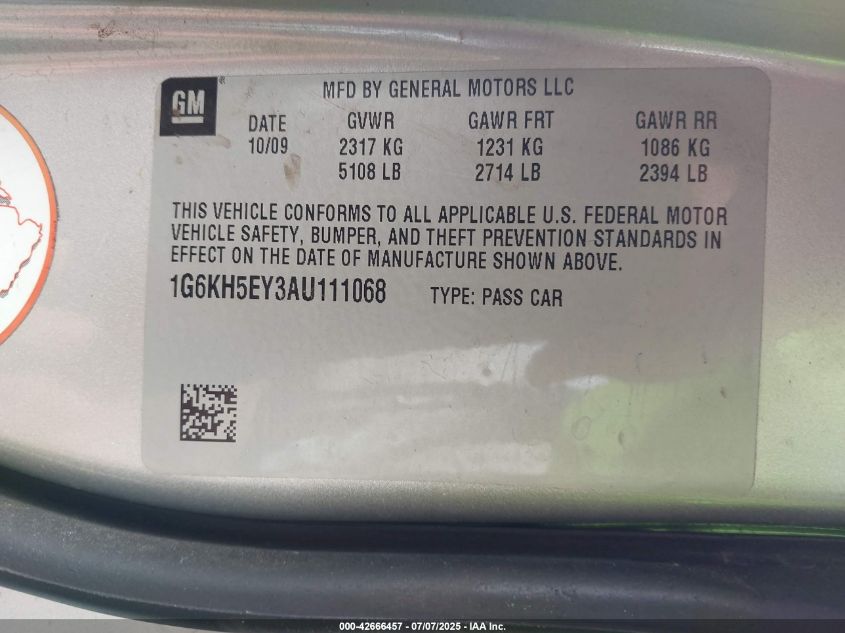 GM®
MFD BY GENERAL MOTORS LLC
DATE GVWR GAWR FRT GAWR RR
10/09 2317 KG 1231 KG 1086 KG
5108 LB 2714 LB 2394 LB
THIS VEHICLE CONFORMS TO ALL APPLICABLE U.S. FEDERAL MOTOR
VEHICLE SAFETY, BUMPER, AND THEFT PREVENTION STANDARDS IN
EFFECT ON THE DATE OF MANUFACTURE SHOWN ABOVE.
1G6KH5EY3AU111068 TYPE: PASS CAR
000-42666457 - 07/07/2025 - IAA Inc.